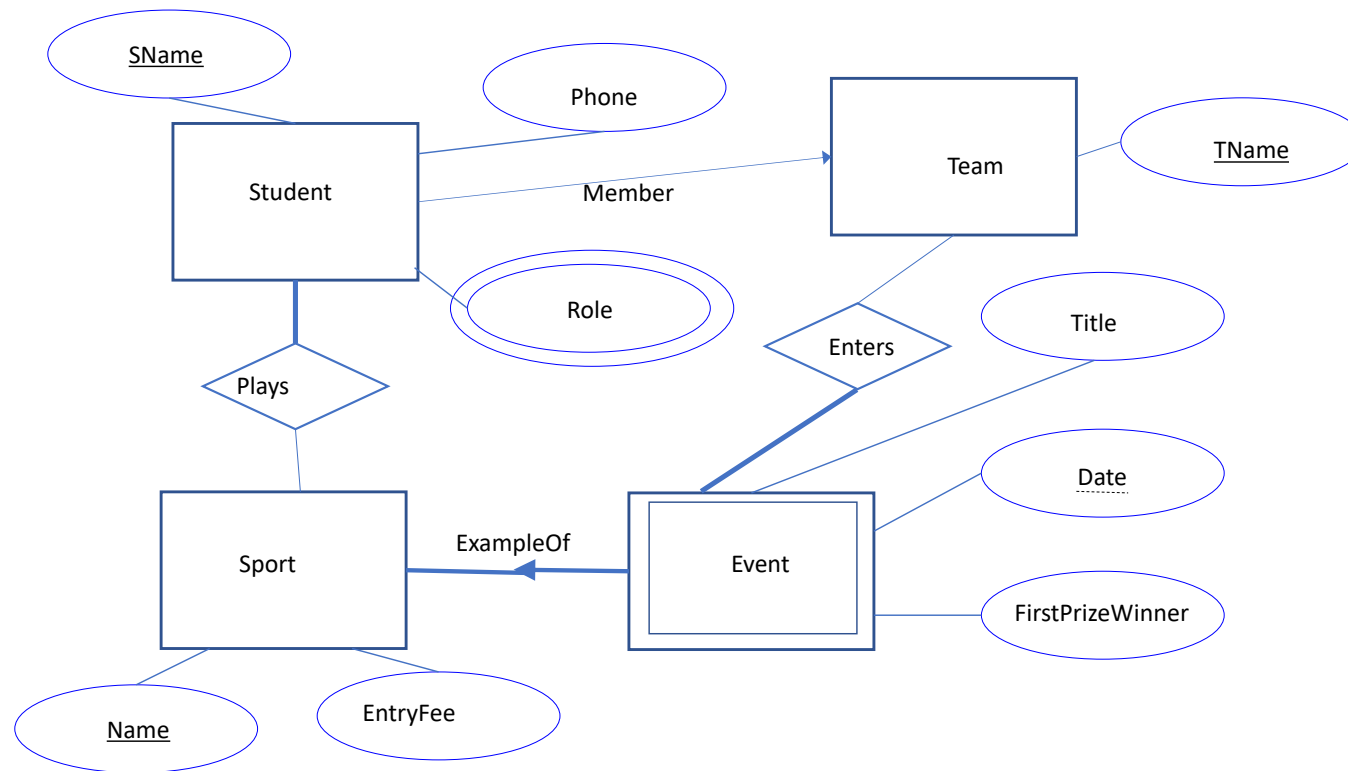 SName
Phone
Team
TName
Student
Member
Role
Title
Enters
Plays
Date
ExampleOf
Sport
Event
FirstPrizeWinner
EntryFee
Name